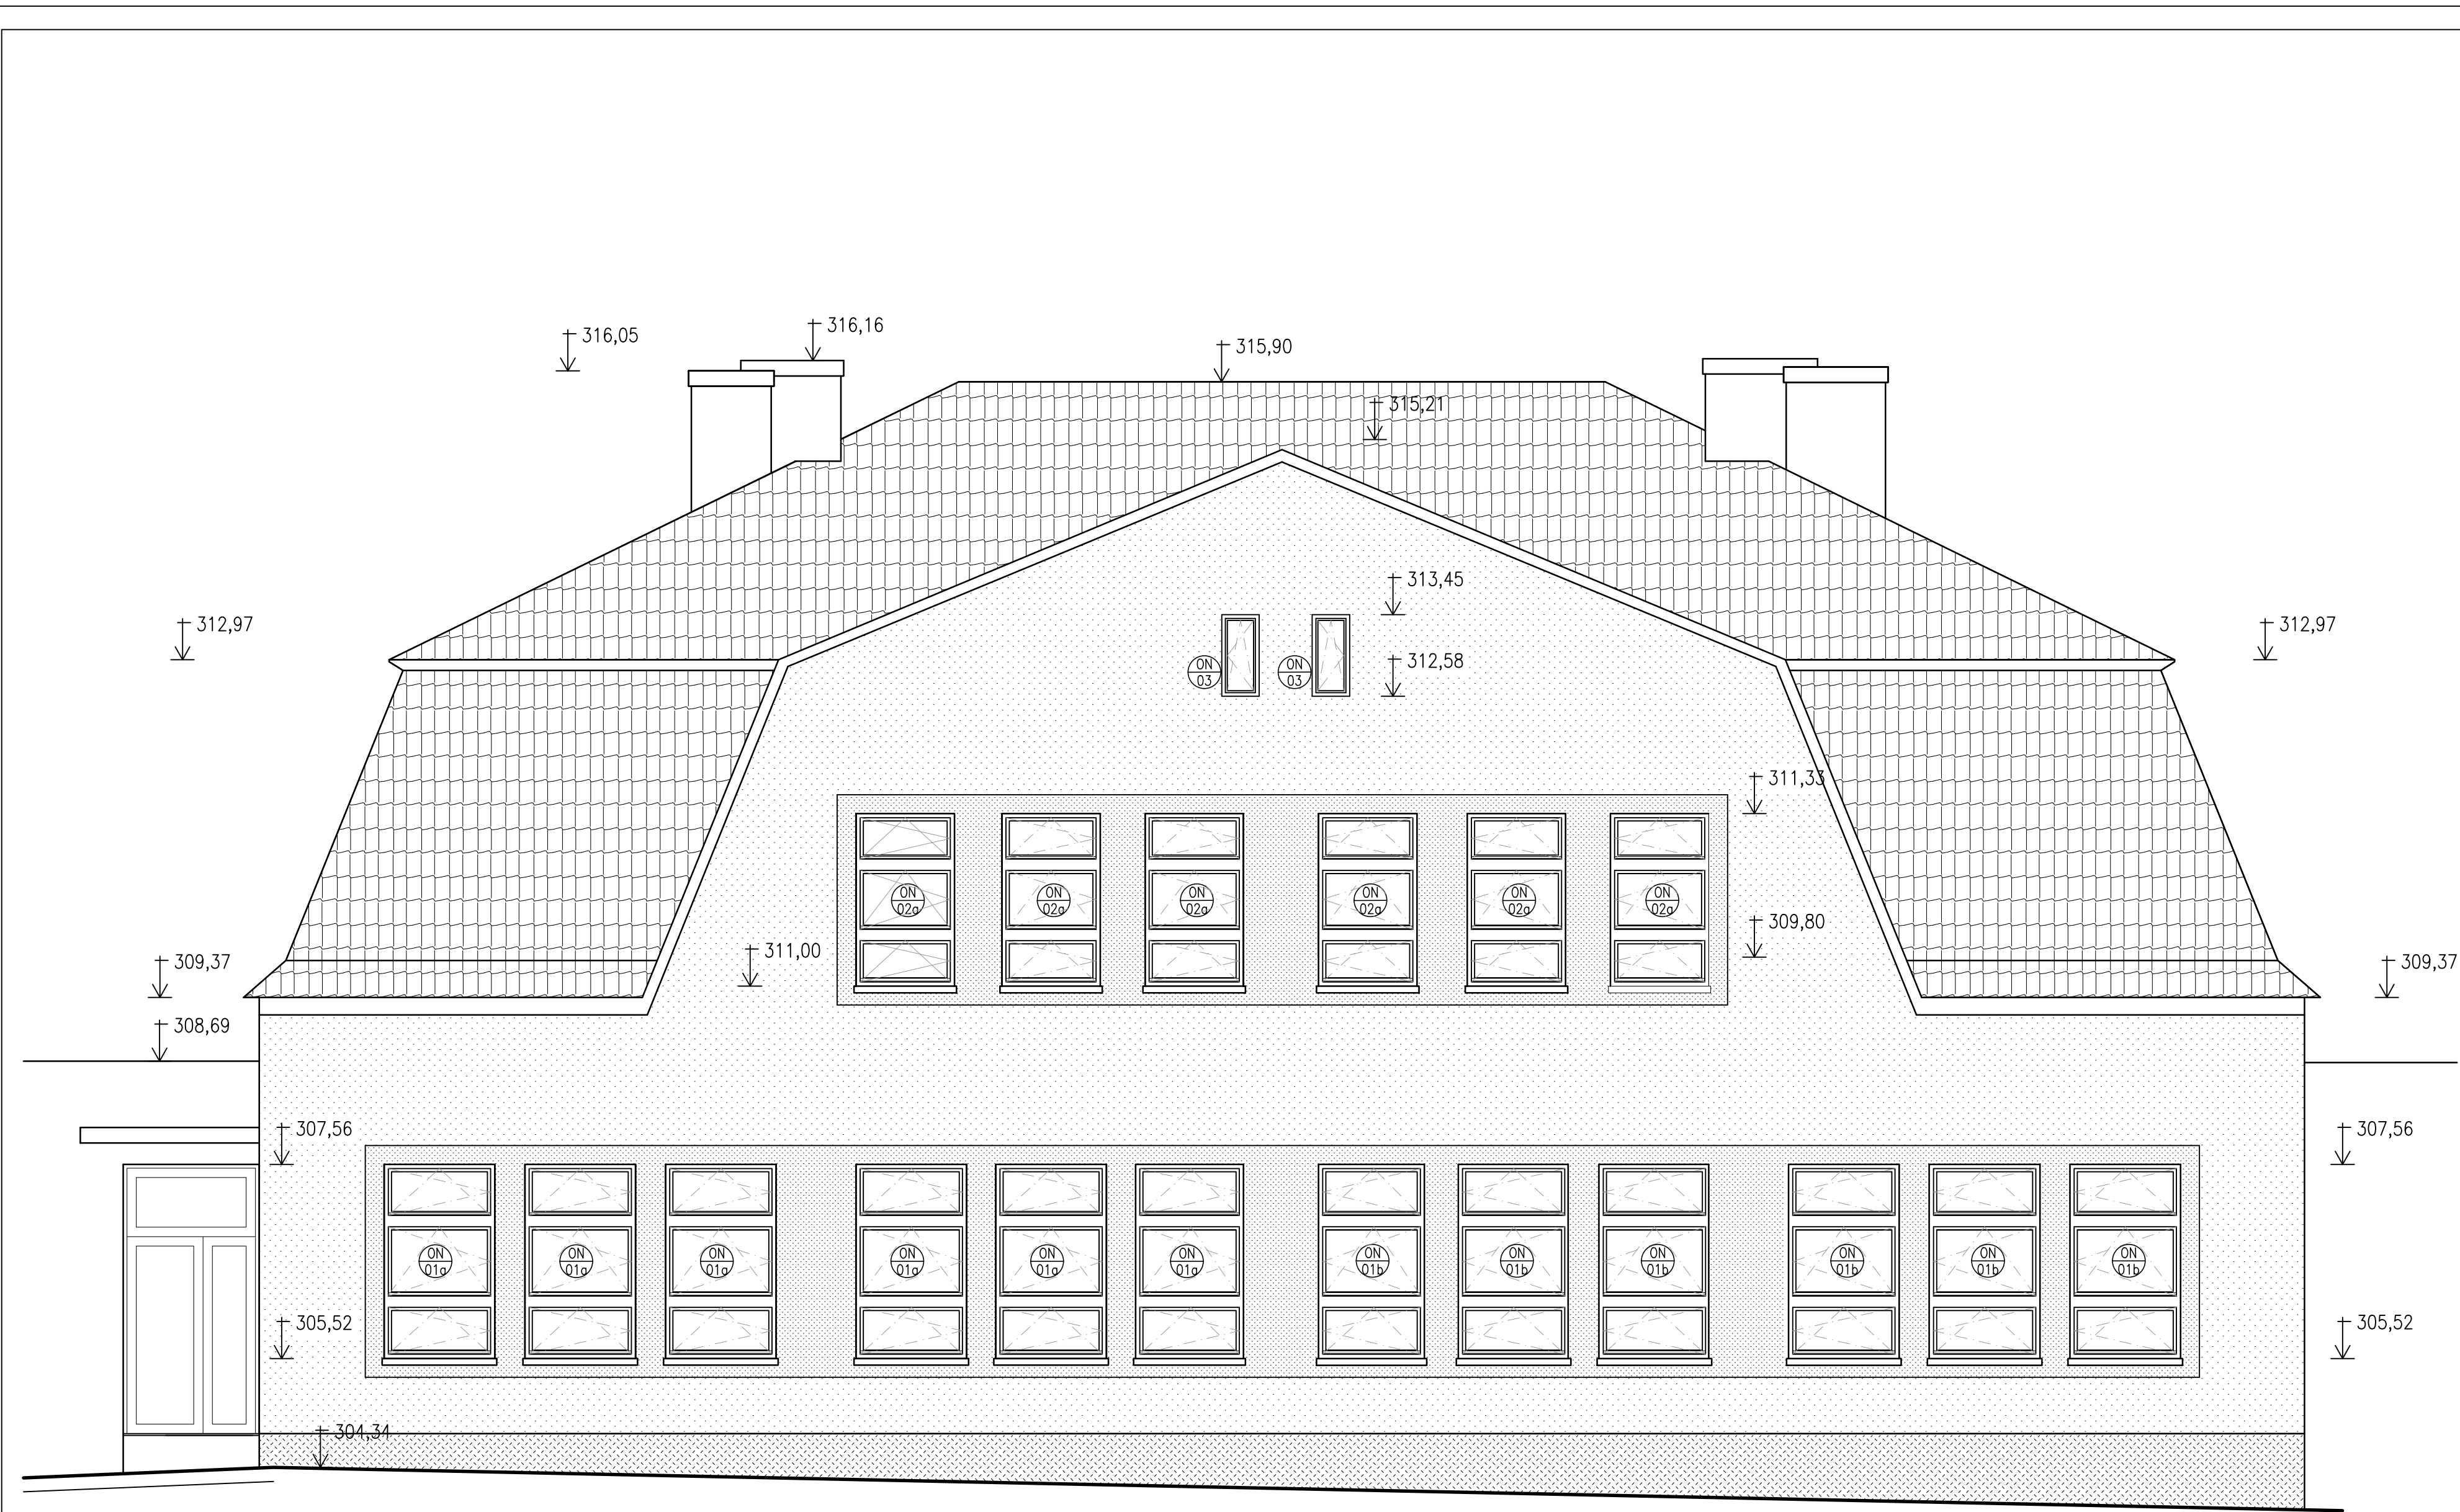 316,16
316,05
315,90
315,21
313,45
312,97
312,97
312,58
ON
03
ON
03
311,33
ON
02a
ON
02a
ON
02a
ON
02a
ON
02a
ON
02a
309,80
311,00
309,37
309,37
308,69
307,56
307,56
ON
01a
ON
01a
ON
01a
ON
01a
ON
01a
ON
01a
ON
01b
ON
01b
ON
01b
ON
01b
ON
01b
ON
01b
305,52
305,52
304,34